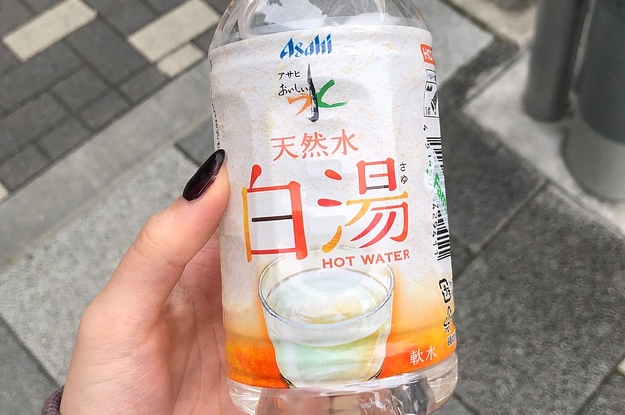 Asahi
アサヒ
おいしい水
天然水
白湯
さゆ
HOT WATER
軟水